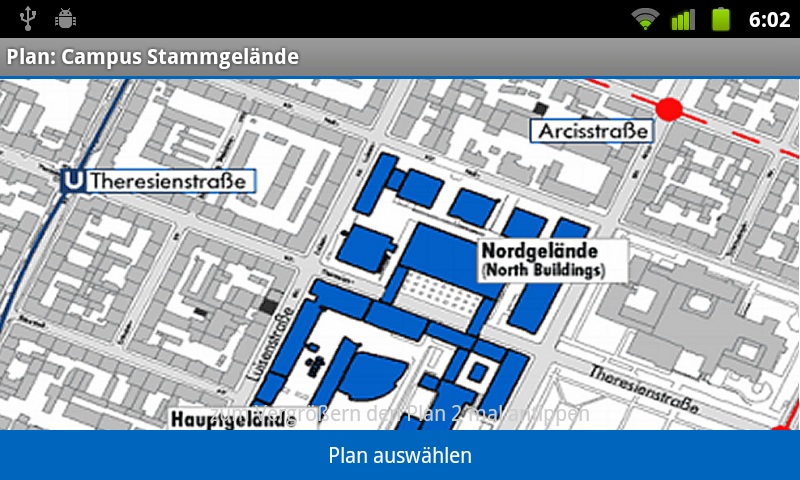 6:02
Plan: Campus Stammgelände
Arcisstraße
U Theresienstraße
Nordgelände
(North Buildings)
Luisenstraße
Theresienstraße
Hauptgelände
zum Vergrößern den Plan 2 mal antippen
Plan auswählen